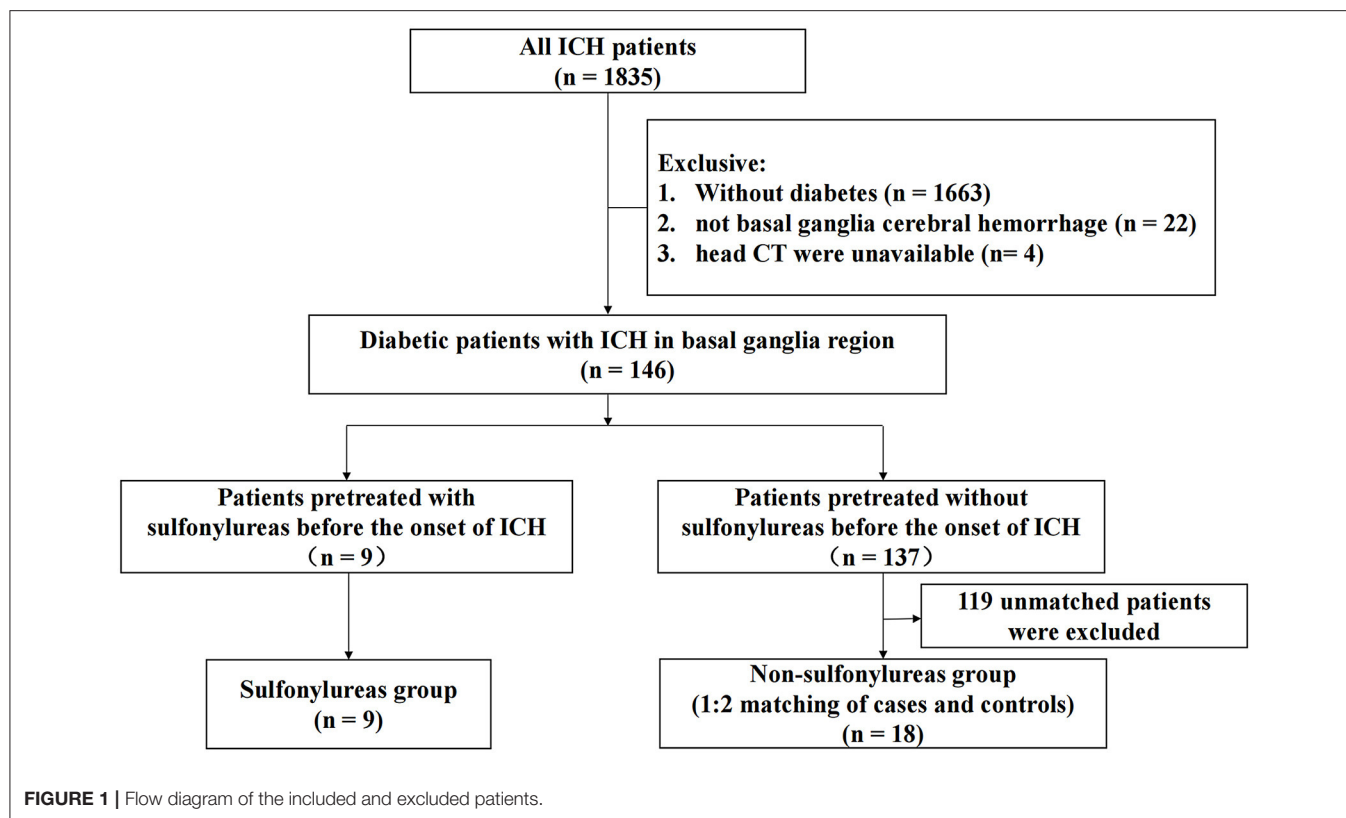 All ICH patients
(n = 1835)
Exclusive:
1. Without diabetes (n = 1663)
2. not basal ganglia cerebral hemorrhage (n = 22)
3. head CT were unavailable (n= 4)
Diabetic patients with ICH in basal ganglia region
(n = 146)
Patients pretreated with
sulfonylureas before the onset of ICH
（n = 9）
Patients pretreated without
sulfonylureas before the onset of ICH
（n = 137）
119 unmatched patients
were excluded
Sulfonylureas group
(n = 9)
Non-sulfonylureas group
(1:2 matching of cases and controls)
(n = 18)
FIGURE 1 | Flow diagram of the included and excluded patients.